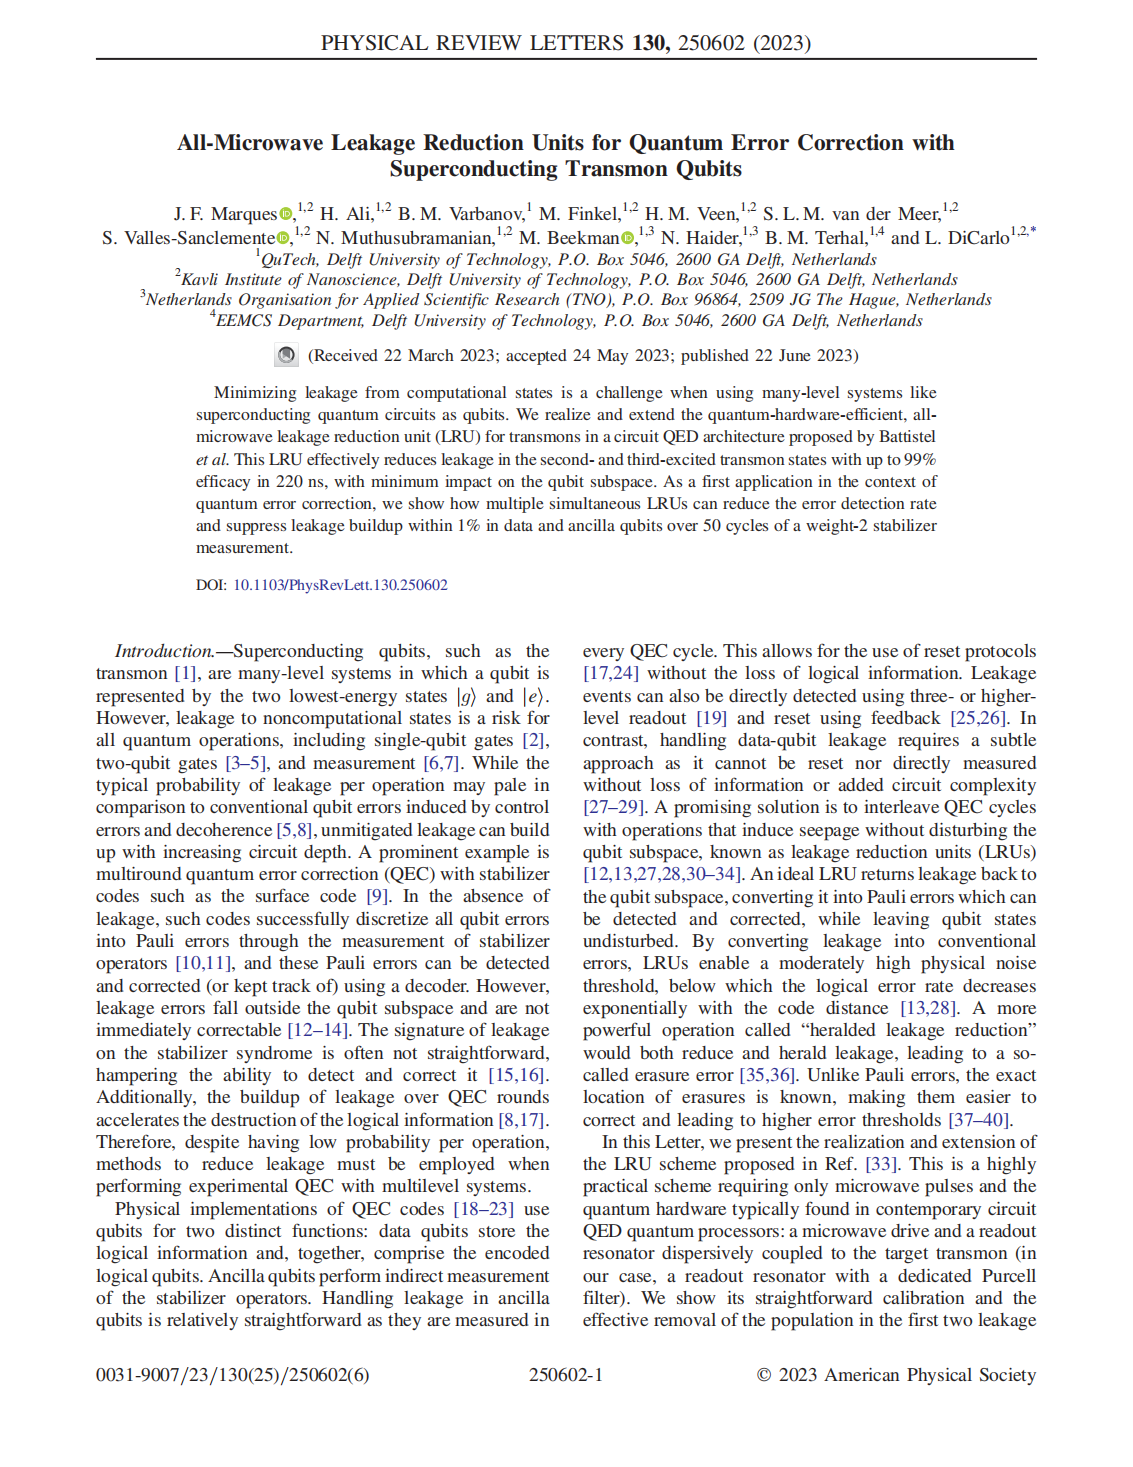 PHYSICAL REVIEW LETTERS 130, 250602 (2023)
All-Microwave Leakage Reduction Units for Quantum Error Correction with
Superconducting Transmon Qubits
J. F. Marques,1,2 H. Ali,1,2 B. M. Varbanov,1 M. Finkel,1,2 H. M. Veen,1,2 S. L. M. van der Meer,1,2
S. Valles-Sanclemente,1,2 N. Muthusubramanian,1,2 M. Beekman,1,3 N. Haider,1,3 B. M. Terhal,1,4 and L. DiCarlo1,2,*
1QuTech, Delft University of Technology, P.O. Box 5046, 2600 GA Delft, Netherlands
2Kavli Institute of Nanoscience, Delft University of Technology, P.O. Box 5046, 2600 GA Delft, Netherlands
3Netherlands Organisation for Applied Scientific Research (TNO), P.O. Box 96864, 2509 JG The Hague, Netherlands
4EEMCS Department, Delft University of Technology, P.O. Box 5046, 2600 GA Delft, Netherlands
(Received 22 March 2023; accepted 24 May 2023; published 22 June 2023)
Minimizing leakage from computational states is a challenge when using many-level systems like
superconducting quantum circuits as qubits. We realize and extend the quantum-hardware-efficient, all-
microwave leakage reduction unit (LRU) for transmons in a circuit QED architecture proposed by Battistel
et al. This LRU effectively reduces leakage in the second- and third-excited transmon states with up to 99%
efficacy in 220 ns, with minimum impact on the qubit subspace. As a first application in the context of
quantum error correction, we show how multiple simultaneous LRUs can reduce the error detection rate
and suppress leakage buildup within 1% in data and ancilla qubits over 50 cycles of a weight-2 stabilizer
measurement.
DOI: 10.1103/PhysRevLett.130.250602
Introduction.—Superconducting qubits, such as the
transmon [1], are many-level systems in which a qubit is
represented by the two lowest-energy states |g⟩ and |e⟩.
However, leakage to noncomputational states is a risk for
all quantum operations, including single-qubit gates [2],
two-qubit gates [3–5], and measurement [6,7]. While the
typical probability of leakage per operation may pale in
comparison to conventional qubit errors induced by control
errors and decoherence [5,8], unmitigated leakage can build
up with increasing circuit depth. A prominent example is
multiround quantum error correction (QEC) with stabilizer
codes such as the surface code [9]. In the absence of
leakage, such codes successfully discretize all qubit errors
into Pauli errors through the measurement of stabilizer
operators [10,11], and these Pauli errors can be detected
and corrected (or kept track of) using a decoder. However,
leakage errors fall outside the qubit subspace and are not
immediately correctable [12–14]. The signature of leakage
on the stabilizer syndrome is often not straightforward,
hampering the ability to detect and correct it [15,16].
Additionally, the buildup of leakage over QEC rounds
accelerates the destruction of the logical information [8,17].
Therefore, despite having low probability per operation,
methods to reduce leakage must be employed when
performing experimental QEC with multilevel systems.
Physical implementations of QEC codes [18–23] use
qubits for two distinct functions: data qubits store the
logical information and, together, comprise the encoded
logical qubits. Ancilla qubits perform indirect measurement
of the stabilizer operators. Handling leakage in ancilla
qubits is relatively straightforward as they are measured in
every QEC cycle. This allows for the use of reset protocols
[17,24] without the loss of logical information. Leakage
events can also be directly detected using three- or higher-
level readout [19] and reset using feedback [25,26]. In
contrast, handling data-qubit leakage requires a subtle
approach as it cannot be reset nor directly measured
without loss of information or added circuit complexity
[27–29]. A promising solution is to interleave QEC cycles
with operations that induce seepage without disturbing the
qubit subspace, known as leakage reduction units (LRUs)
[12,13,27,28,30–34]. An ideal LRU returns leakage back to
the qubit subspace, converting it into Pauli errors which can
be detected and corrected, while leaving qubit states
undisturbed. By converting leakage into conventional
errors, LRUs enable a moderately high physical noise
threshold, below which the logical error rate decreases
exponentially with the code distance [13,28]. A more
powerful operation called “heralded leakage reduction”
would both reduce and herald leakage, leading to a so-
called erasure error [35,36]. Unlike Pauli errors, the exact
location of erasures is known, making them easier to
correct and leading to higher error thresholds [37–40].
In this Letter, we present the realization and extension of
the LRU scheme proposed in Ref. [33]. This is a highly
practical scheme requiring only microwave pulses and the
quantum hardware typically found in contemporary circuit
QED quantum processors: a microwave drive and a readout
resonator dispersively coupled to the target transmon (in
our case, a readout resonator with a dedicated Purcell
filter). We show its straightforward calibration and the
effective removal of the population in the first two leakage
0031-9007/23/130(25)/250602(6)
250602-1
© 2023 American Physical Society